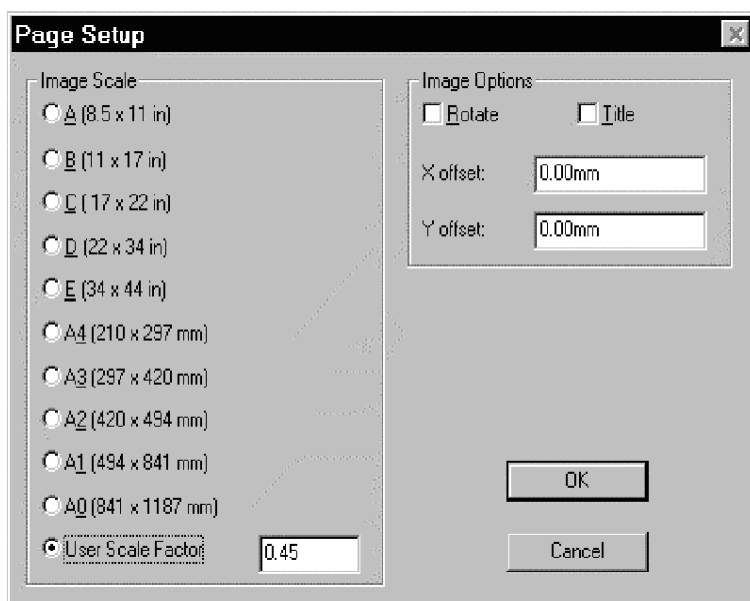 Page Setup
Image Scale
A (8.5 x 11 in)
B (11 x 17 in)
C ( 17 x 22 in)
D (22 x 34 in)
E (34 x 44 in)
A4 (210 x 297 mm)
A3 (297 x 420 mm)
A2 (420 x 494 mm)
A1 (494 x 841 mm)
A0 (841 x 1187 mm)
User Scale Factor
0.45
Image Options
Rotate
Title
X offset:
0.00mm
Y offset:
0.00mm
OK
Cancel